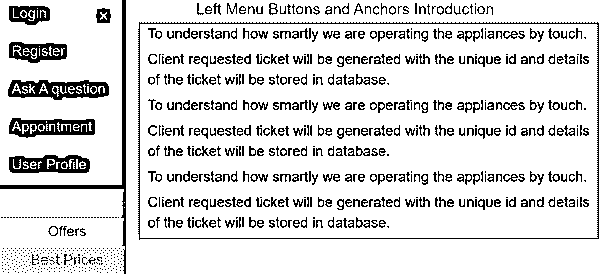 Login x
Register
Ask A question
Appointment
User Profile
Offers
Best Prices
Left Menu Buttons and Anchors Introduction
To understand how smartly we are operating the appliances by touch.
Client requested ticket will be generated with the unique id and details
of the ticket will be stored in database.
To understand how smartly we are operating the appliances by touch.
Client requested ticket will be generated with the unique id and details
of the ticket will be stored in database.
To understand how smartly we are operating the appliances by touch.
Client requested ticket will be generated with the unique id and details
of the ticket will be stored in database.